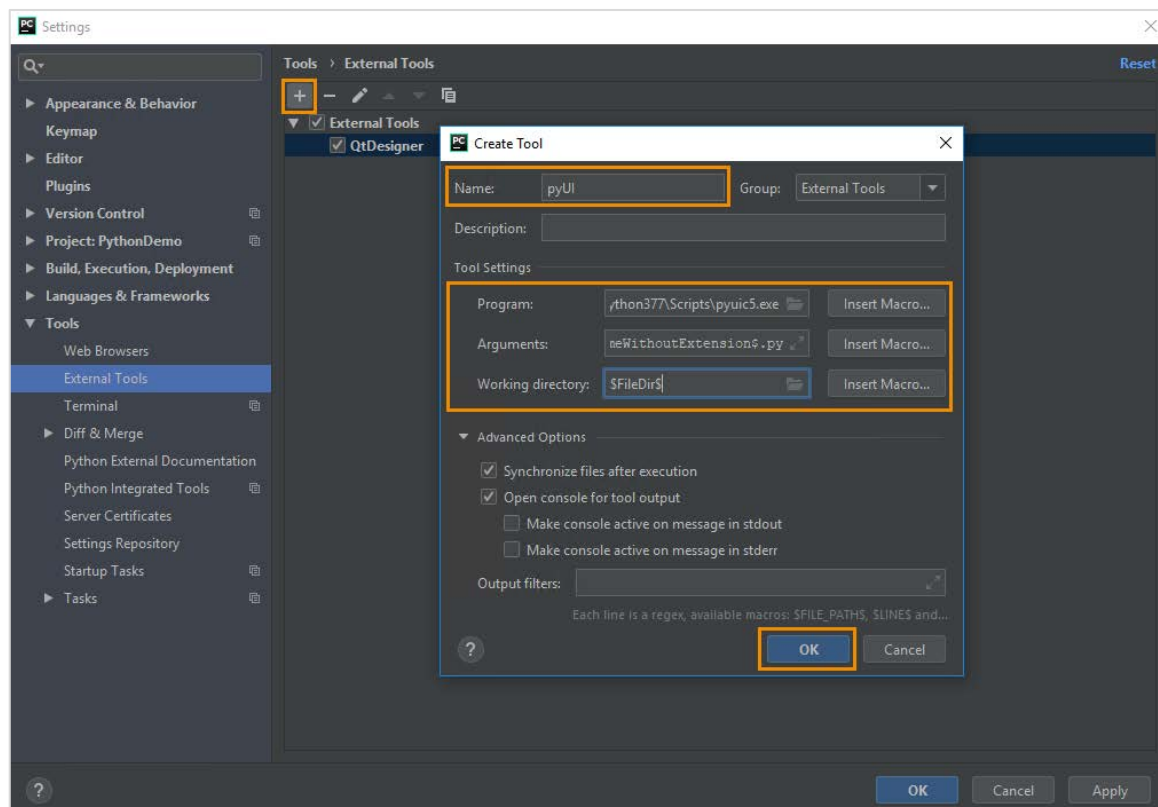 PC Settings
Tools › External Tools
Reset
Appearance & Behavior
Keymap
Editor
Plugins
Version Control
Project: PythonDemo
Build, Execution, Deployment
Languages & Frameworks
Tools
Web Browsers
External Tools
Terminal
Diff & Merge
Python External Documentation
Python Integrated Tools
Server Certificates
Settings Repository
Startup Tasks
Tasks
External Tools
QtDesigner
PC Create Tool
Name: pyUI Group: External Tools
Description:
Tool Settings
Program: ython377\Scripts\pyuic5.exe Insert Macro...
Arguments: meWithoutExtension$.py Insert Macro...
Working directory: $FileDir$ Insert Macro...
Advanced Options
Synchronize files after execution
Open console for tool output
Make console active on message in stdout
Make console active on message in stderr
Output filters:
Each line is a regex, available macros: $FILE_PATH$, $LINE$ and...
? OK Cancel
? OK Cancel Apply